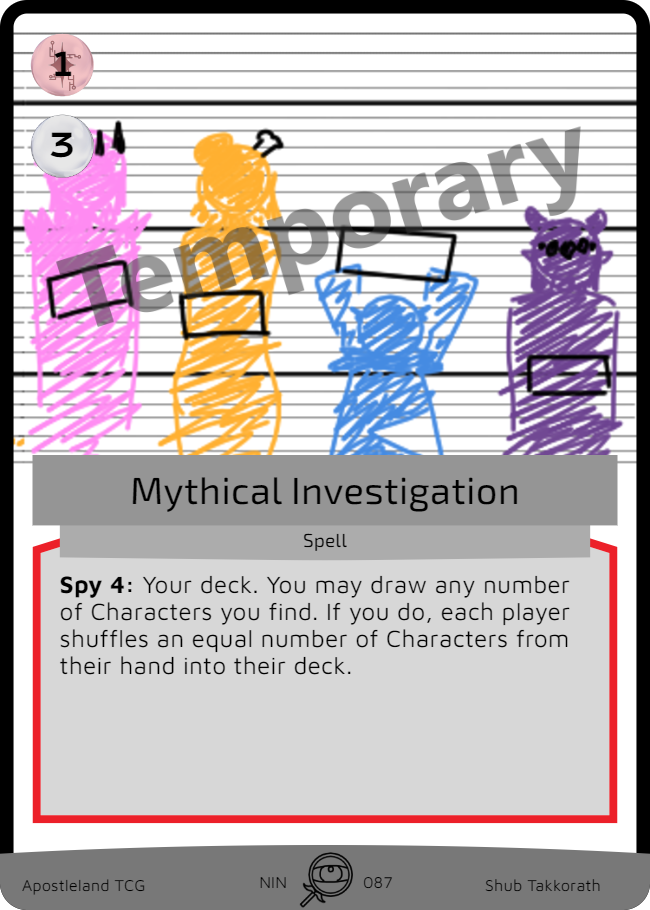 1
3
Temporary
Mythical Investigation
Spell
Spy 4: Your deck. You may draw any number
of Characters you find. If you do, each player
shuffles an equal number of Characters from
their hand into their deck.
Apostleland TCG
NIN
087
Shub Takkorath